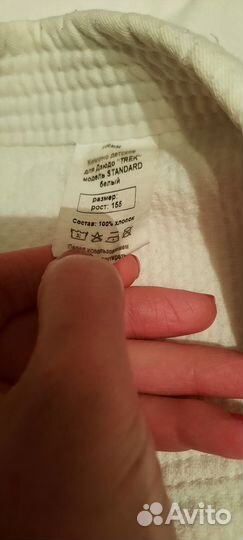 Кимоно детское
для Дзюдо "TREK"
модель STANDARD
белый
размер:
рост: 155
Состав: 100% хлопок
Avito